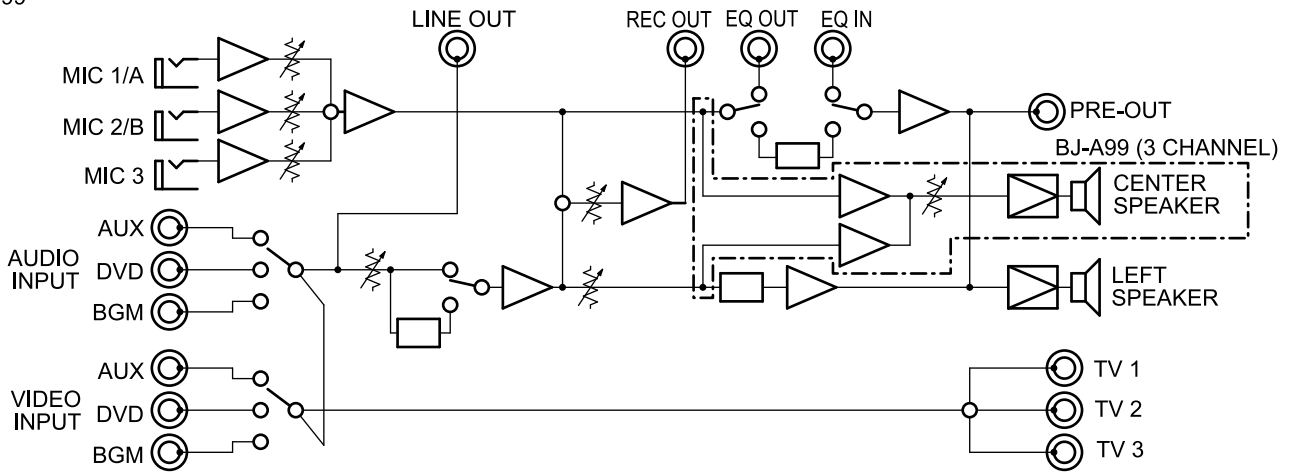 LINE OUT
REC OUT
EQ OUT
EQ IN
MIC 1/A
MIC 2/B
MIC 3
PRE-OUT
BJ-A99 (3 CHANNEL)
CENTER
SPEAKER
AUX
AUDIO
INPUT
DVD
BGM
LEFT
SPEAKER
AUX
VIDEO
INPUT
DVD
BGM
TV 1
TV 2
TV 3